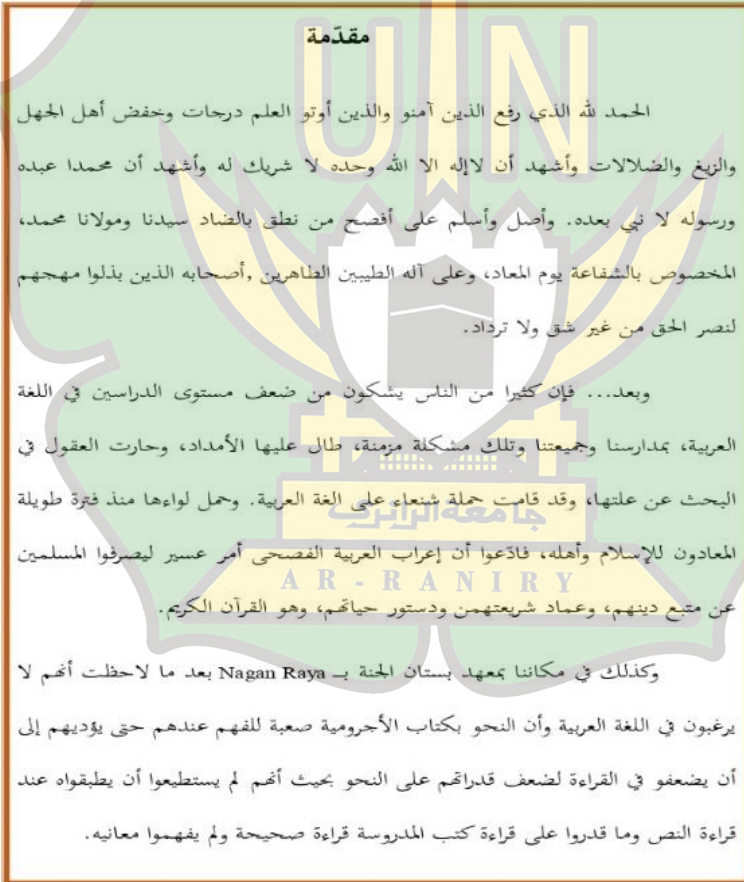 مقدّمة
الحمد لله الذي رفع الذين آمنو والذين أوتو العلم درجات وخفض أهل الجهل
والزيغ والضلالات وأشهد أن لاإله الا الله وحده لا شريك له وأشهد أن محمدا عبده
ورسوله لا نبي بعده. وأصل وأسلم على أفصح من نطق بالضاد سيدنا ومولانا محمد،
المخصوص بالشفاعة يوم المعاد، وعلى آله الطيبين الطاهرين ,أصحابه الذين بذلوا مهجهم
لنصر الحق من غير شق ولا ترداد.
وبعد... فإن كثيرا من الناس يشكون من ضعف مستوى الدراسين في اللغة
العربية، بمدارسنا وجميعتنا وتلك مشكلة مزمنة، طال عليها الأمداد، وحارت العقول في
البحث عن علتها، وقد قامت حملة شنعاء على الغة العربية. وحمل لواءها منذ فترة طويلة
جامعة الرانري
المعادون للإسلام وأهله، فادّعوا أن إعراب العربية الفصحى أمر عسير ليصرفوا المسلمين
AR-RANIRY
عن متبع دينهم، وعماد شريعتهمن ودستور حياتهم، وهو القرآن الكريم.
وكذلك في مكاننا بمعهد بستان الجنة بـ Nagan Raya بعد ما لاحظت أنهم لا
يرغبون في اللغة العربية وأن النحو بكتاب الأجرومية صعبة للفهم عندهم حتى يؤديهم إلى
أن يضعفو في القراءة لضعف قدراتهم على النحو بحيث أنهم لم يستطيعوا أن يطبقواه عند
قراءة النص وما قدروا على قراءة كتب المدروسة قراءة صحيحة ولم يفهموا معانيه.
UIN